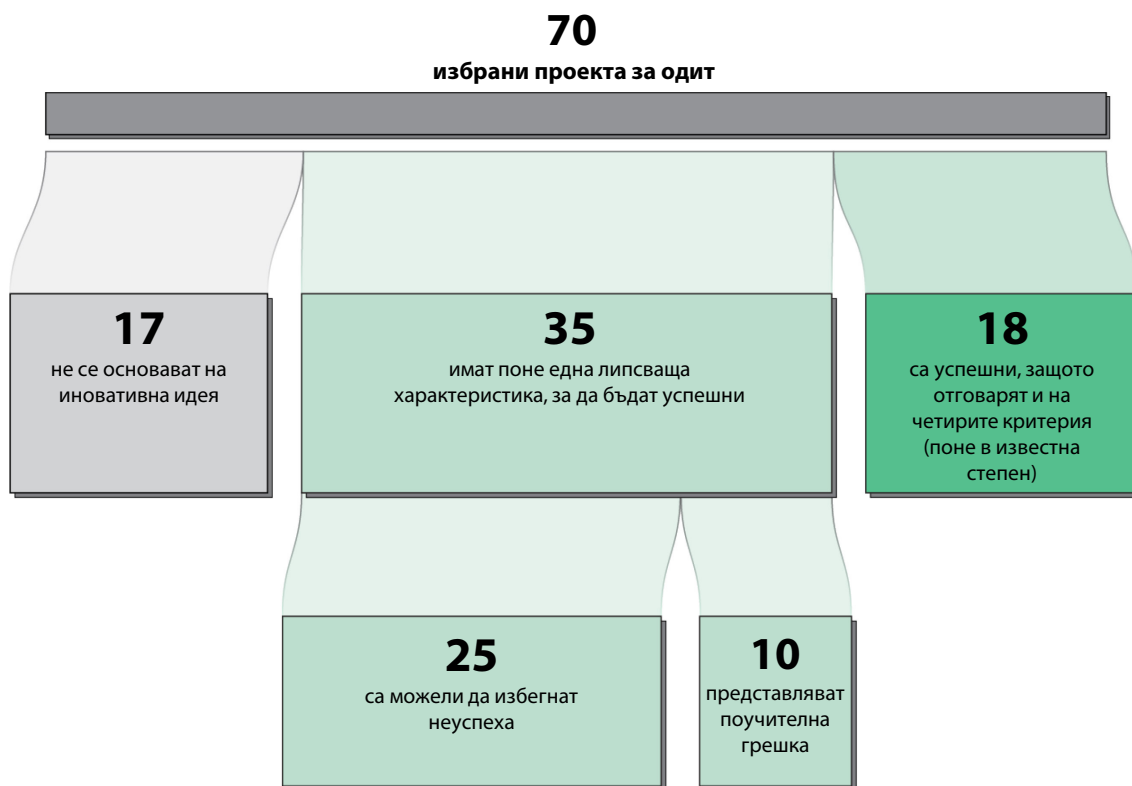 70
избрани проекта за одит
17
не се основават на
иновативна идея
35
имат поне една липсваща
характеристика, за да бъдат успешни
18
са успешни, защото
отговарят и на
четирите критерия
(поне в известна
степен)
25
са можели да избегнат
неуспеха
10
представляват
поучителна
грешка